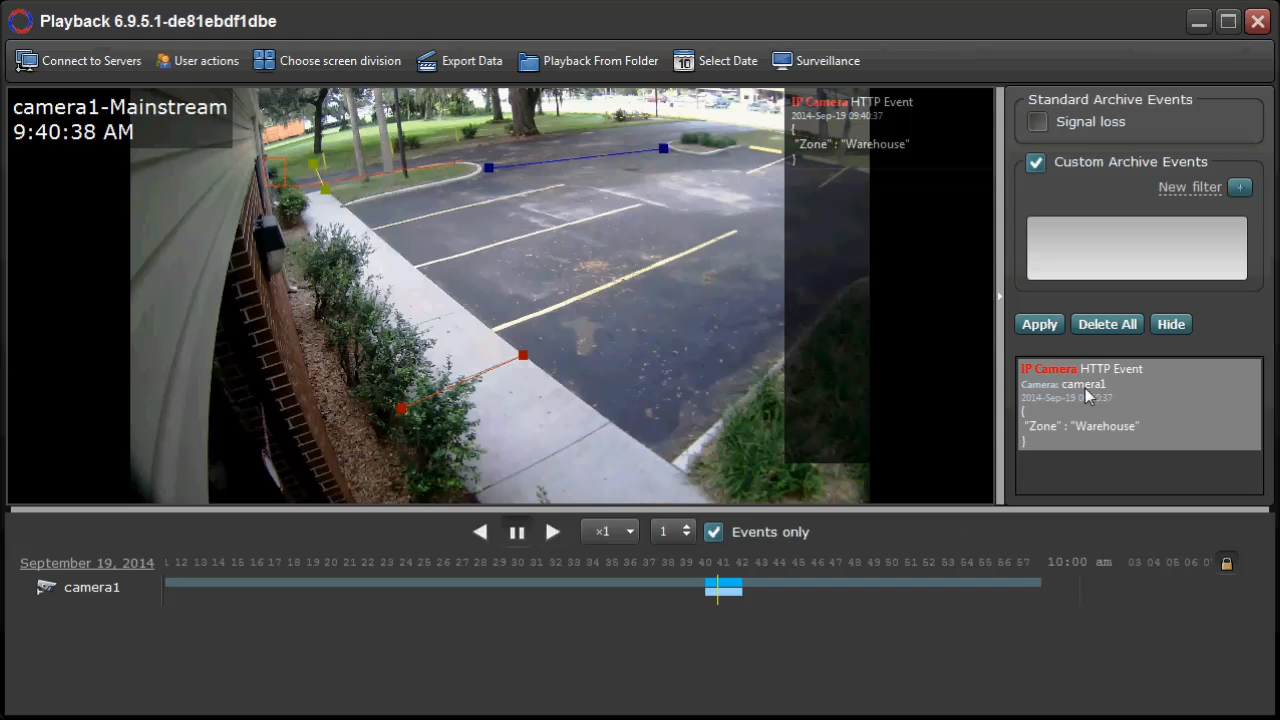 Playback 6.9.5.1-de81ebdf1dbe
Connect to Servers User actions Choose screen division Export Data Playback From Folder 10 Select Date Surveillance
camera1-Mainstream
9:40:38 AM
IP Camera HTTP Event
2014-Sep-19 09:40:37
{
"Zone" : "Warehouse"
}
Standard Archive Events
Signal loss
Custom Archive Events
New filter +
Apply Delete All Hide
IP Camera HTTP Event
Camera: camera1
2014-Sep-19
{
"Zone" : "Warehouse"
}
×1 1 Events only
September 19, 2014 12 13 14 15 16 17 18 19 20 21 22 23 24 25 26 27 28 29 30 31 32 33 34 35 36 37 38 39 40 41 42 43 44 45 46 47 48 49 50 51 52 53 54 55 56 57 10:00 am 03 04 05 06
camera1